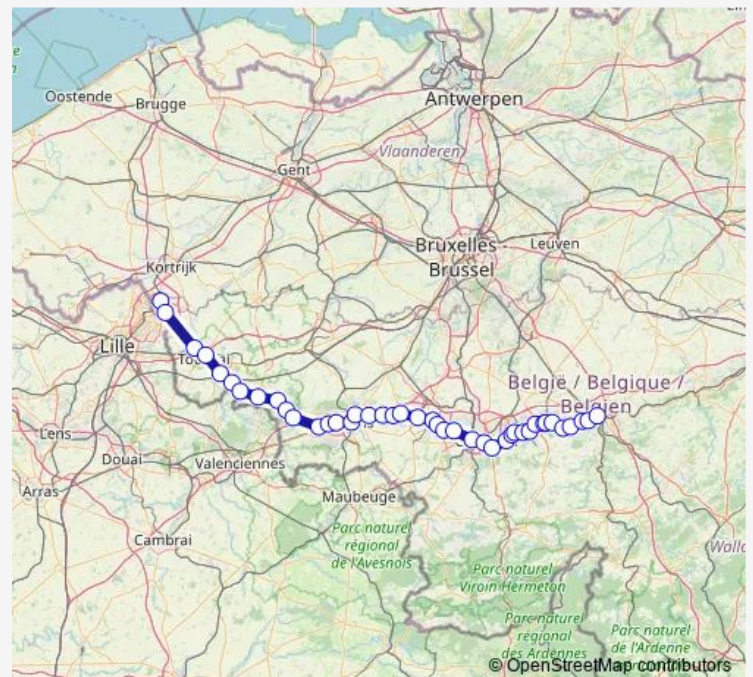 Oostende
Brugge
Antwerpen
Vlaanderen
Gent
Bruxelles -
Brussel
Leuven
Kortrijk
Lille
België / Belgique /
Belgien
Lens
Douai
Valenciennes
Arras
Maubeuge
Cambrai
Parc naturel
régional
de l'Avesnois
Parc naturel
Viroin-Hermeton
Parc naturel
régional
des Ardennes
Parc naturel
de l'Ardenne
© OpenStreetMap contributors